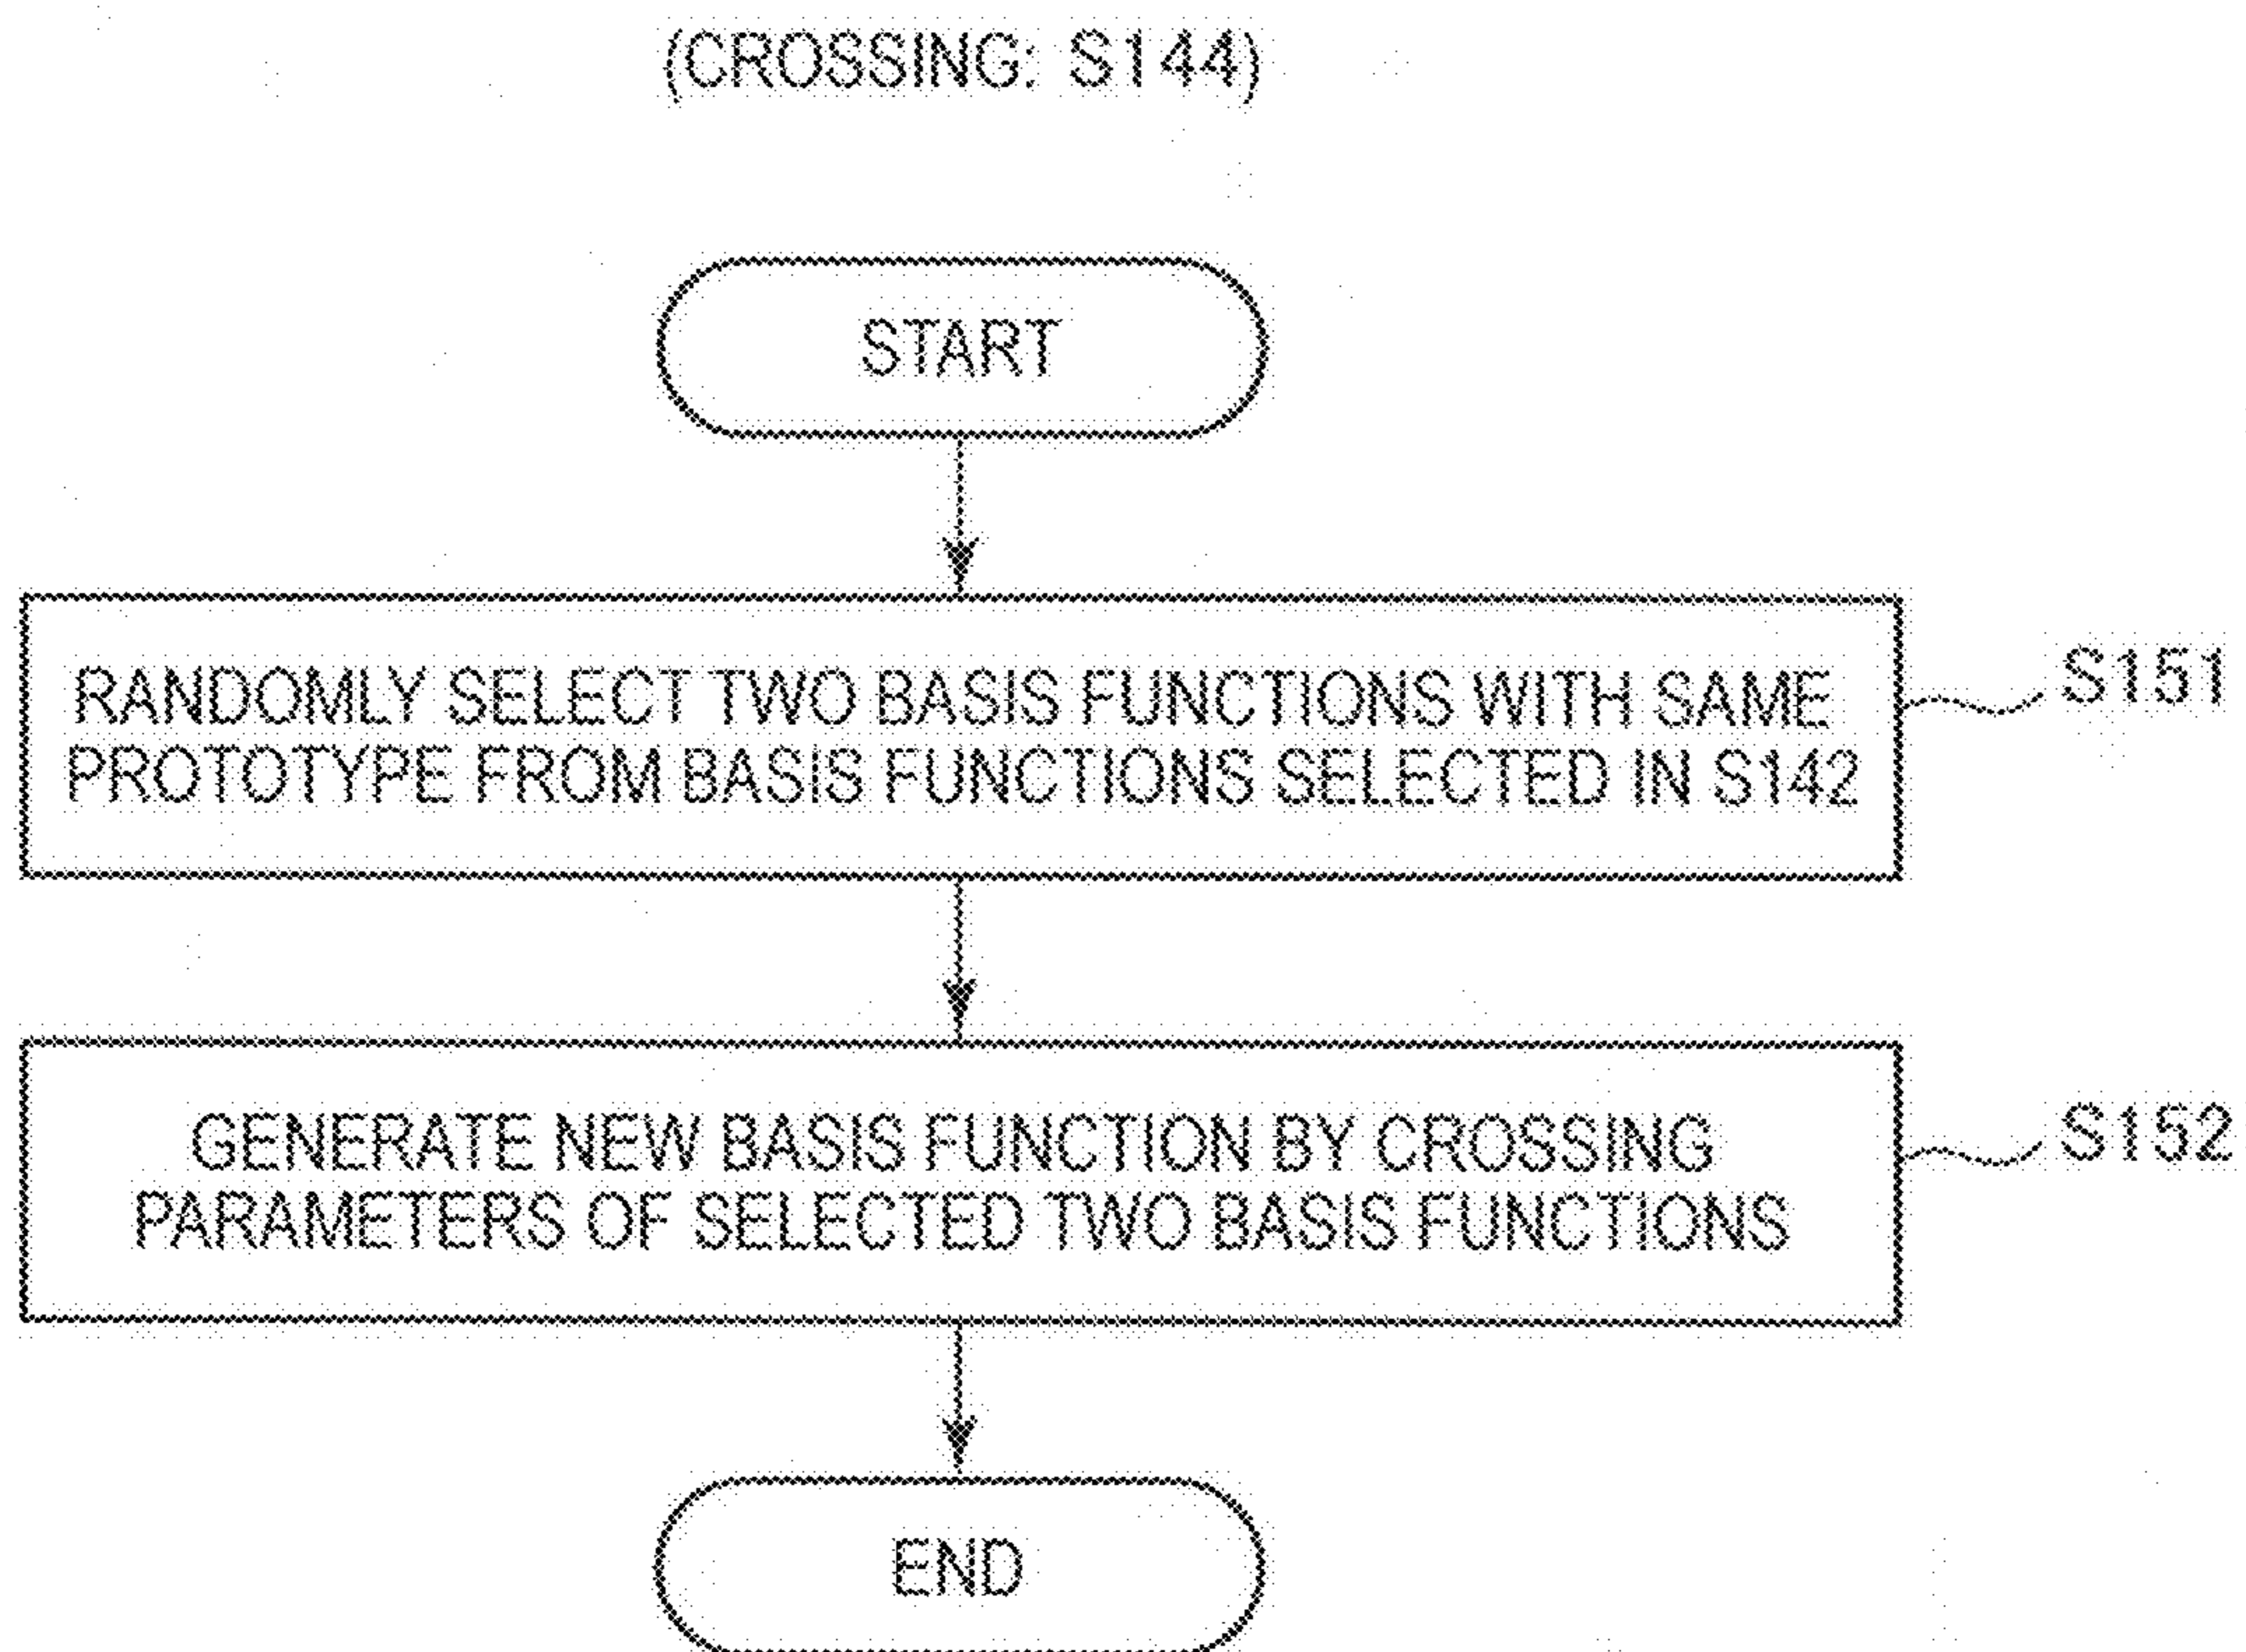 (CROSSING: S144)
START
RANDOMLY SELECT TWO BASIS FUNCTIONS WITH SAME
PROTOTYPE FROM BASIS FUNCTIONS SELECTED IN S142
S151
GENERATE NEW BASIS FUNCTION BY CROSSING
PARAMETERS OF SELECTED TWO BASIS FUNCTIONS
S152
END